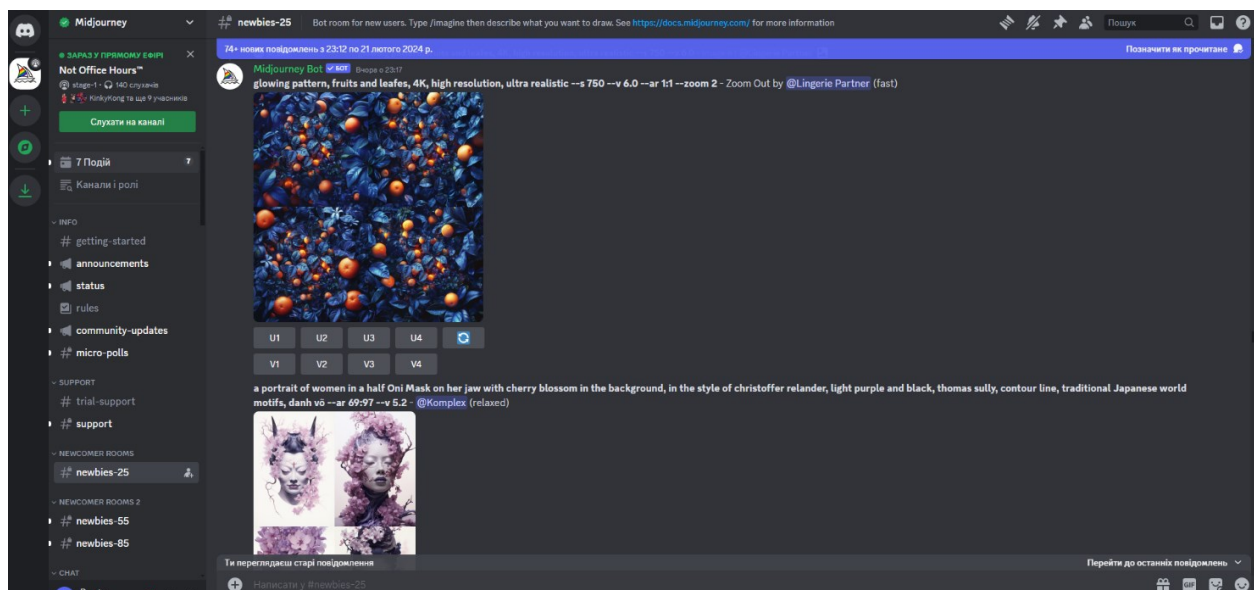 Midjourney
ЗАРАЗ У ПРЯМОМУ ЕФІРІ
Not Office Hours™
stage-1 - 140 слухачів
KinkyKong та ще 9 учасників
Слухати на каналі
7 Подій 7
Канали і ролі
INFO
# getting-started
announcements
status
rules
community-updates
# micro-polls
SUPPORT
# trial-support
# support
NEWCOMER ROOMS
# newbies-25
NEWCOMER ROOMS 2
# newbies-55
# newbies-85
CHAT
# newbies-25 Bot room for new users. Type /imagine then describe what you want to draw. See https://docs.midjourney.com/ for more information
Пошук
74+ нових повідомлень з 23:12 по 21 лютого 2024 р. Позначити як прочитане
Midjourney Bot ✓ БОТ Вчора о 23:17
glowing pattern, fruits and leafes, 4K, high resolution, ultra realistic --s 750 --v 6.0 --ar 1:1 --zoom 2 - Zoom Out by @Lingerie Partner (fast)
U1 U2 U3 U4
V1 V2 V3 V4
a portrait of women in a half Oni Mask on her jaw with cherry blossom in the background, in the style of christoffer relander, light purple and black, thomas sully, contour line, traditional Japanese world
motifs, danh võ --ar 69:97 --v 5.2 - @Komplex (relaxed)
Ти переглядаєш старі повідомлення Перейти до останніх повідомлень
Написати у #newbies-25
GIF